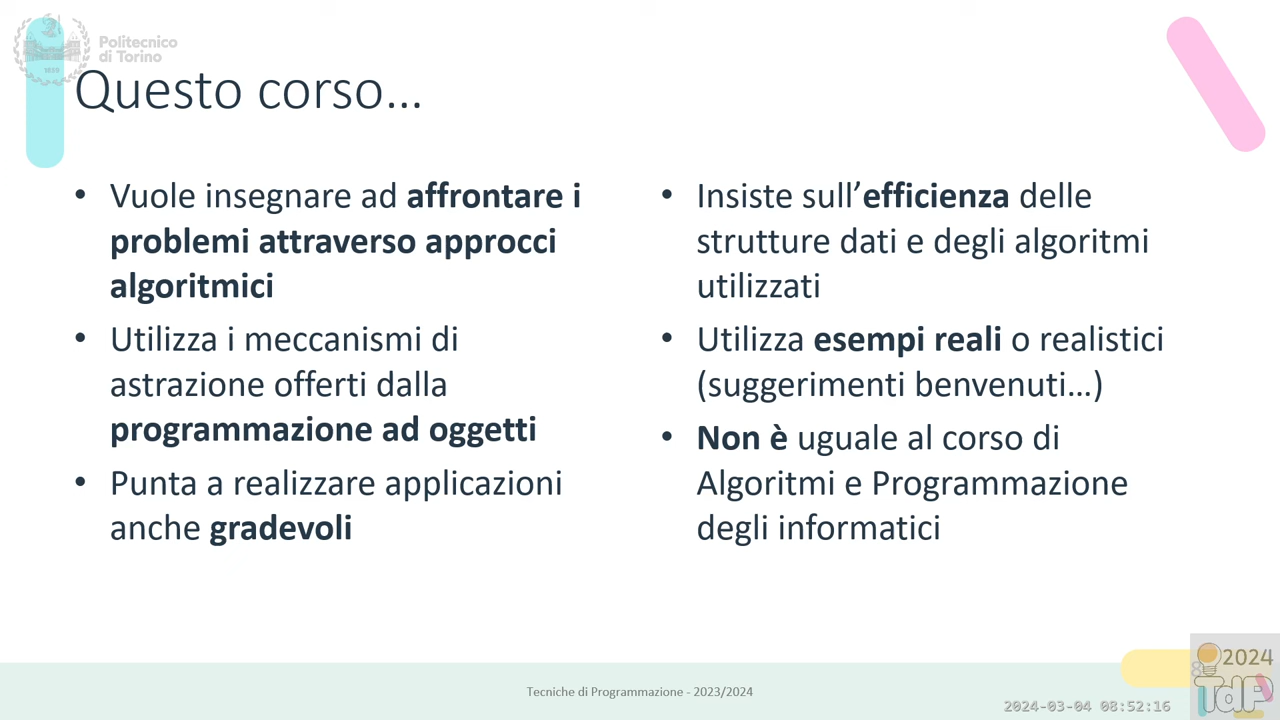 Politecnico
di Torino
1859
Questo corso…
• Vuole insegnare ad affrontare i
problemi attraverso approcci
algoritmici
• Utilizza i meccanismi di
astrazione offerti dalla
programmazione ad oggetti
• Punta a realizzare applicazioni
anche gradevoli
• Insiste sull’efficienza delle
strutture dati e degli algoritmi
utilizzati
• Utilizza esempi reali o realistici
(suggerimenti benvenuti…)
• Non è uguale al corso di
Algoritmi e Programmazione
degli informatici
Tecniche di Programmazione - 2023/2024
8
2024
TdP
2024-03-04 08:52:16